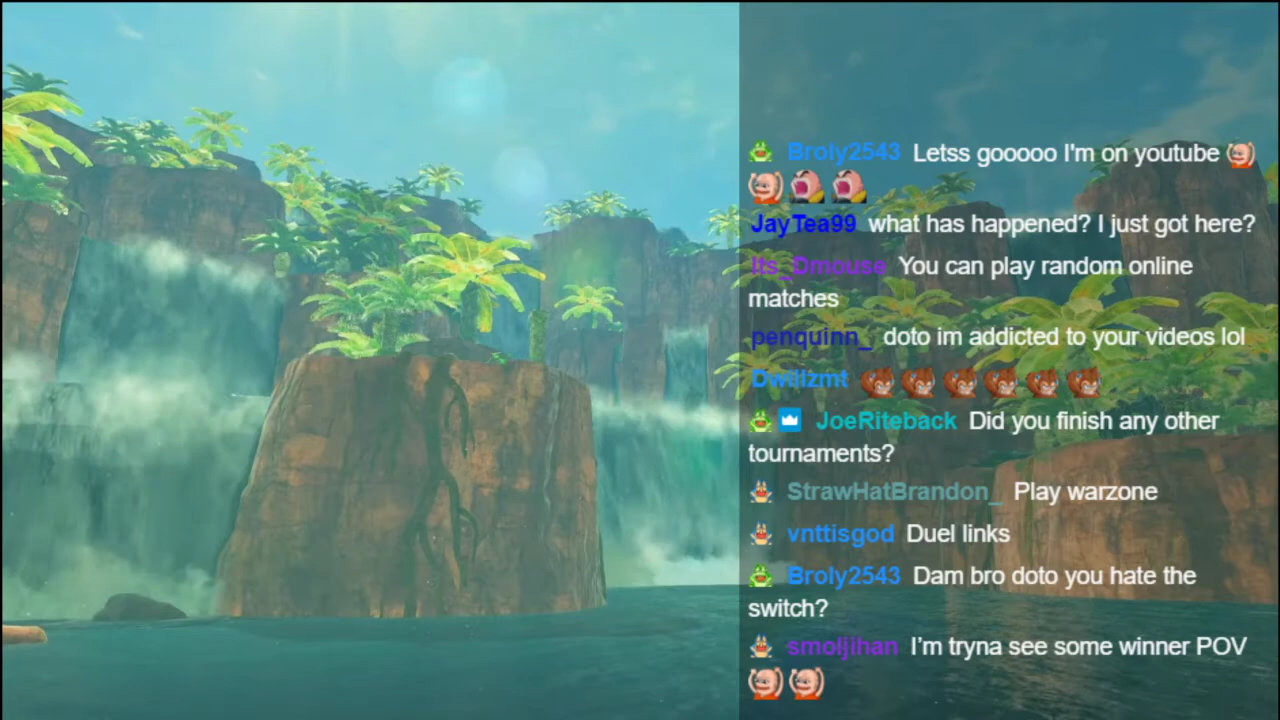 Broly2543 Letss gooooo I'm on youtube
JayTea99 what has happened? I just got here?
Its_Dmouse You can play random online
matches
penquinn_ doto im addicted to your videos lol
Dwillzmt
JoeRiteback Did you finish any other
tournaments?
StrawHatBrandon_ Play warzone
vnttisgod Duel links
Broly2543 Dam bro doto you hate the
switch?
smoljihan I'm tryna see some winner POV